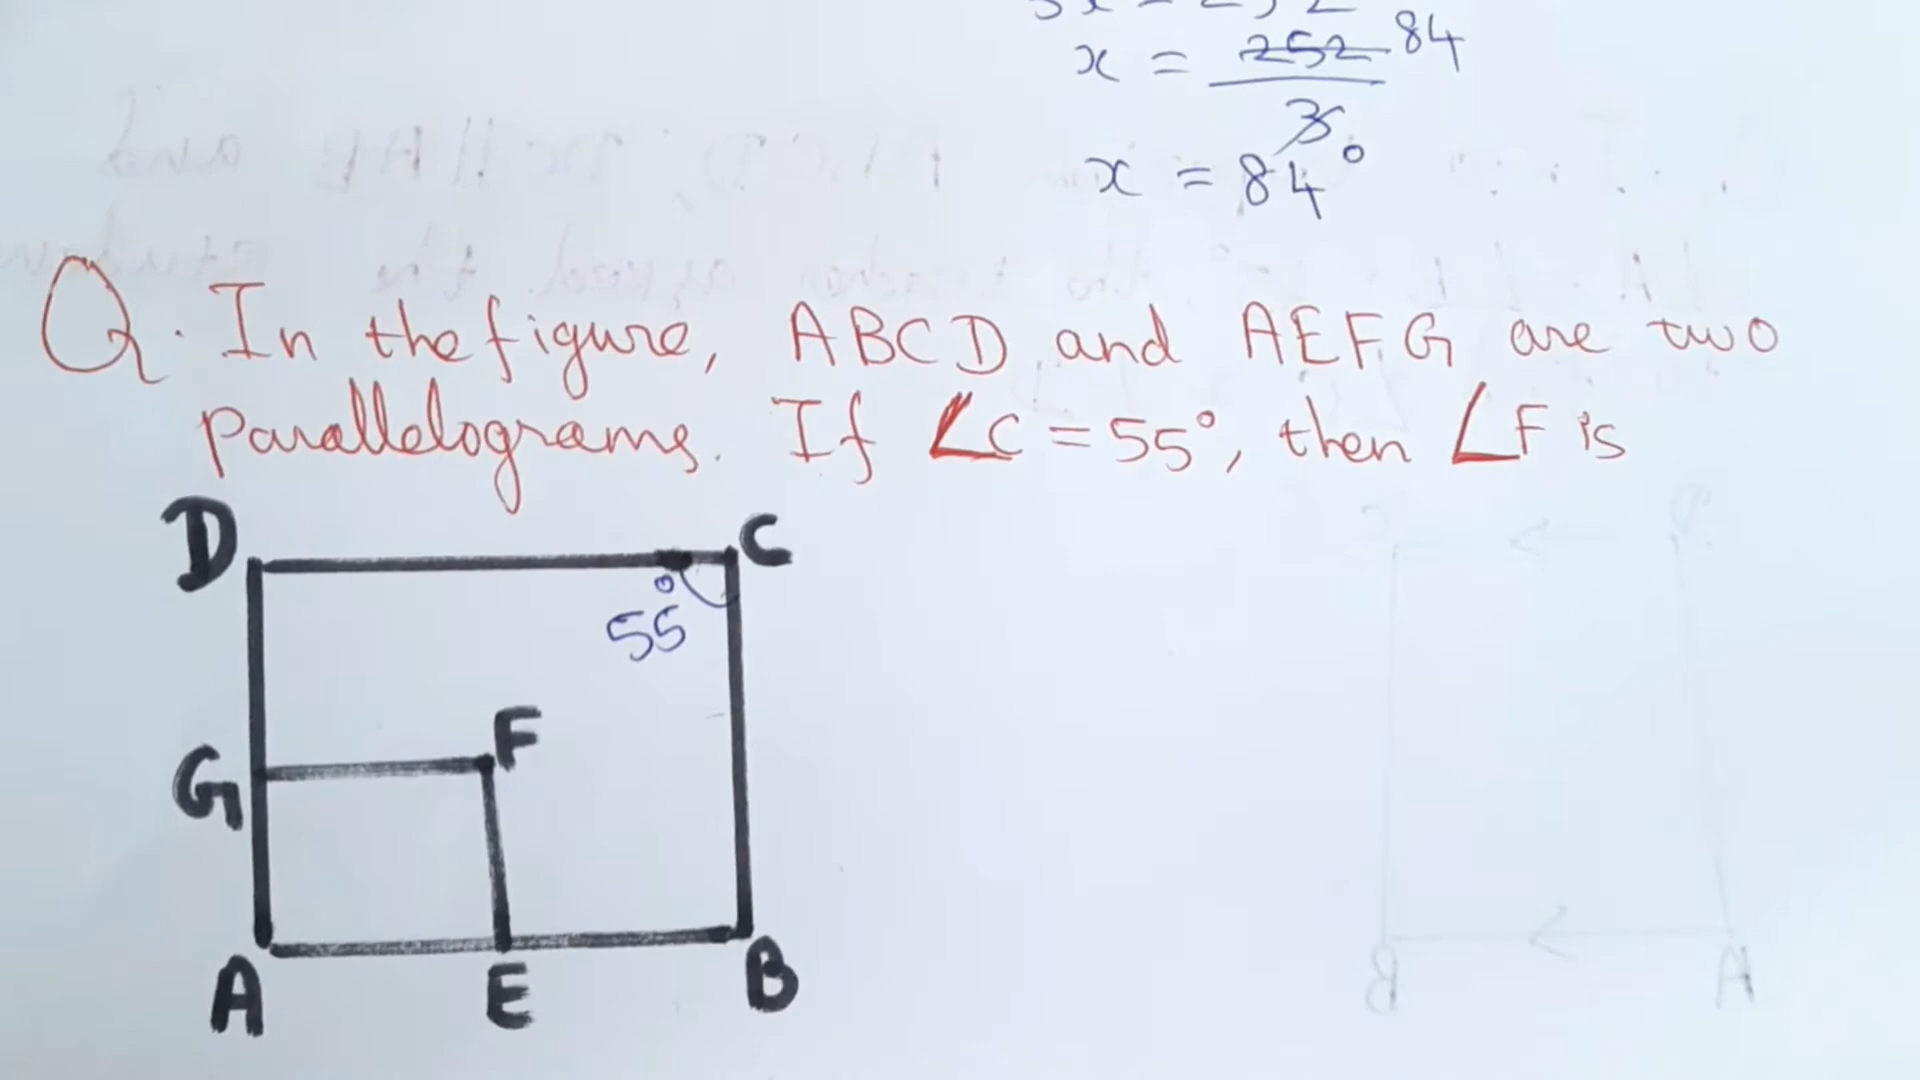 x = 252 84
3
x = 84°
Q. In the figure, ABCD and AEFG are two
parallelograms. If ∠C = 55°, then ∠F is
D C
55°
F
G
A E B